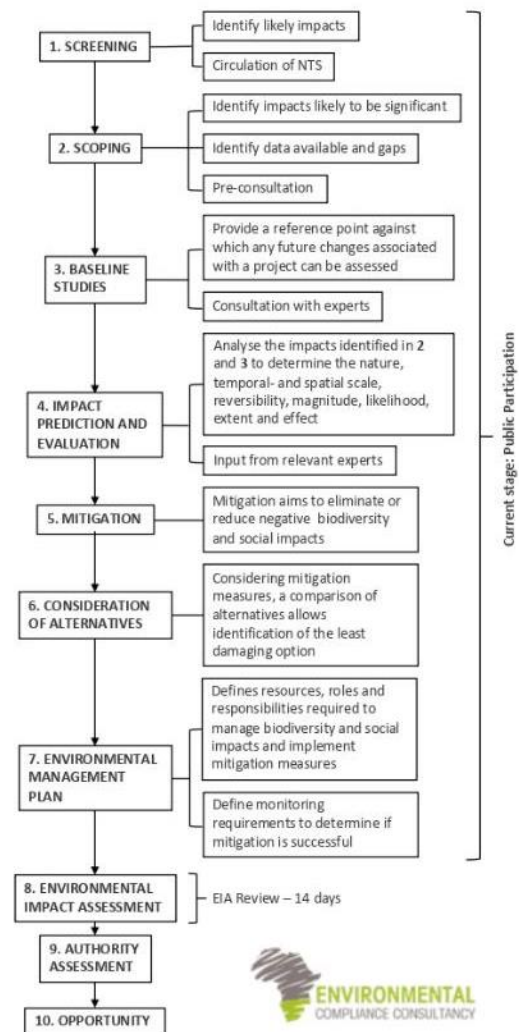 1. SCREENING
Identify likely impacts
Circulation of NTS
2. SCOPING
Identify impacts likely to be significant
Identify data available and gaps
Pre-consultation
3. BASELINE
STUDIES
Provide a reference point against
which any future changes associated
with a project can be assessed
Consultation with experts
4. IMPACT
PREDICTION AND
EVALUATION
Analyse the impacts identified in 2
and 3 to determine the nature,
temporal- and spatial scale,
reversibility, magnitude, likelihood,
extent and effect
Input from relevant experts
5. MITIGATION
Mitigation aims to eliminate or
reduce negative biodiversity
and social impacts
6. CONSIDERATION
OF ALTERNATIVES
Considering mitigation
measures, a comparison of
alternatives allows
identification of the least
damaging option
7. ENVIRONMENTAL
MANAGEMENT
PLAN
Defines resources, roles and
responsibilities required to
manage biodiversity and social
impacts and implement
mitigation measures
Define monitoring
requirements to determine if
mitigation is successful
Current stage: Public Participation
8. ENVIRONMENTAL
IMPACT ASSESSMENT
EIA Review – 14 days
9. AUTHORITY
ASSESSMENT
10. OPPORTUNITY
ENVIRONMENTAL
COMPLIANCE CONSULTANCY